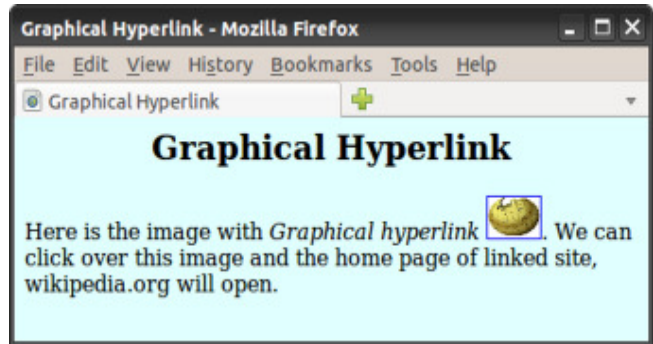 Graphical Hyperlink - Mozilla Firefox
File Edit View History Bookmarks Tools Help
Graphical Hyperlink
Graphical Hyperlink
Here is the image with Graphical hyperlink . We can
click over this image and the home page of linked site,
wikipedia.org will open.